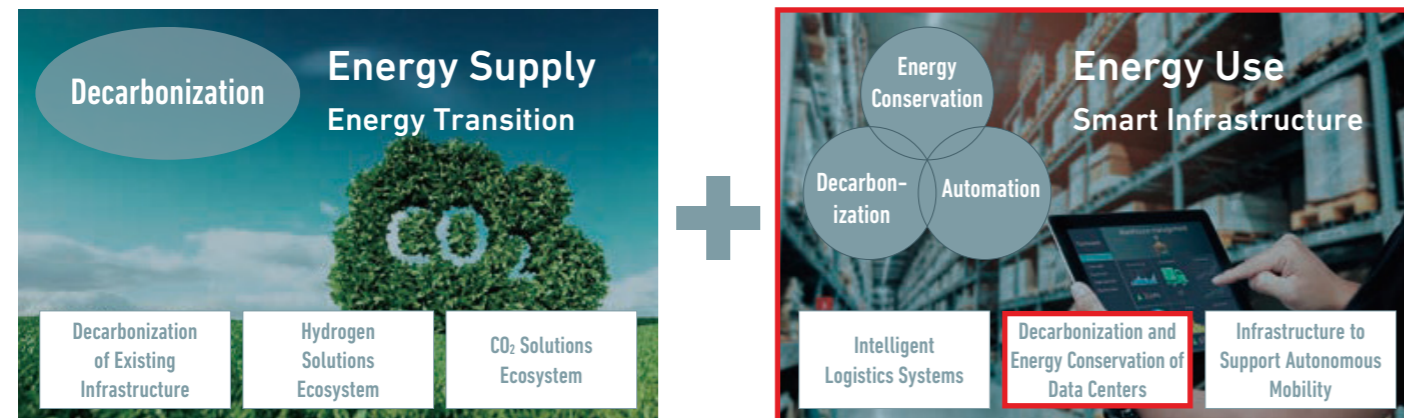 Decarbonization
Energy Supply
Energy Transition
Decarbonization
of Existing
Infrastructure
Hydrogen
Solutions
Ecosystem
CO₂ Solutions
Ecosystem
CO₂
Energy
Conservation
Decarbon-
ization
Automation
Energy Use
Smart Infrastructure
Intelligent
Logistics Systems
Decarbonization and
Energy Conservation of
Data Centers
Infrastructure to
Support Autonomous
Mobility